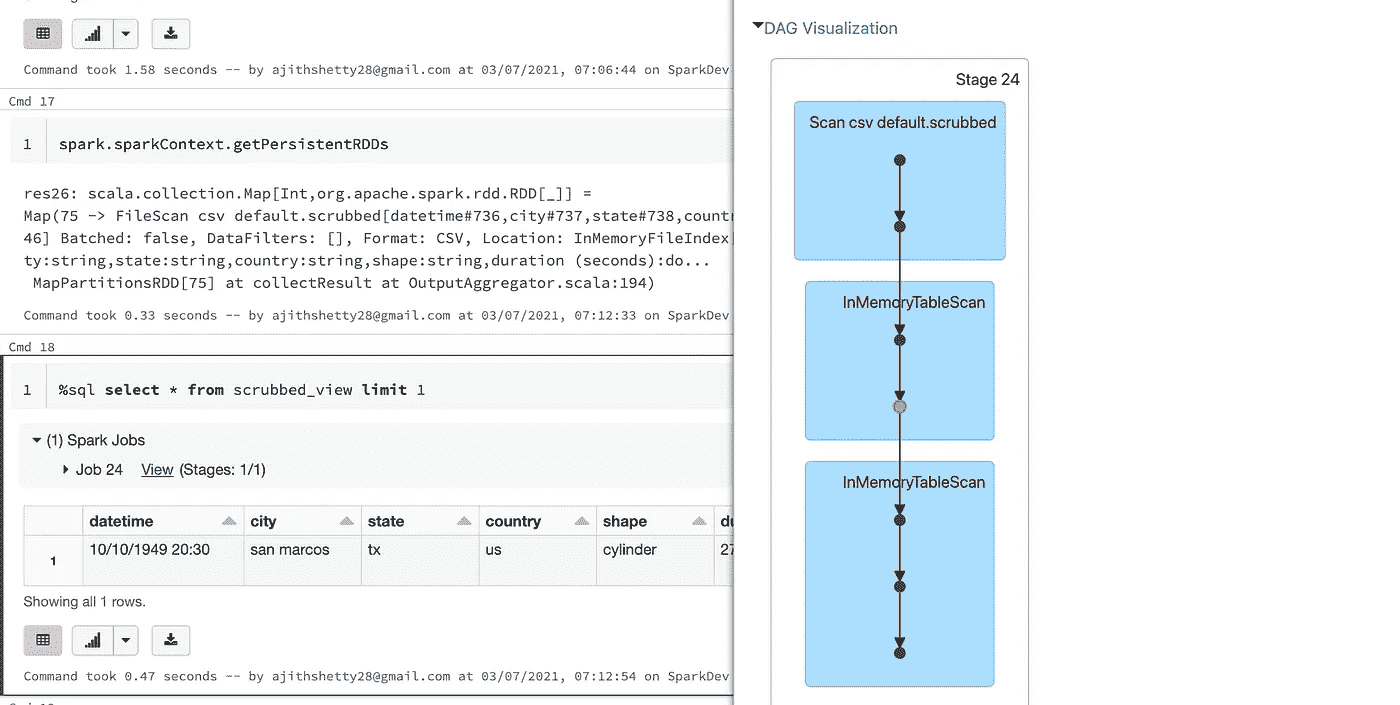 Command took 1.58 seconds -- by ajithshetty28@gmail.com at 03/07/2021, 07:06:44 on SparkDev
Cmd 17
1 spark.sparkContext.getPersistentRDDs
res26: scala.collection.Map[Int,org.apache.spark.rdd.RDD[_]] =
Map(75 -> FileScan csv default.scrubbed[datetime#736,city#737,state#738,countr
46] Batched: false, DataFilters: [], Format: CSV, Location: InMemoryFileIndex[
ty:string,state:string,country:string,shape:string,duration (seconds):do...
MapPartitionsRDD[75] at collectResult at OutputAggregator.scala:194)
Command took 0.33 seconds -- by ajithshetty28@gmail.com at 03/07/2021, 07:12:33 on SparkDev
Cmd 18
1 %sql select * from scrubbed_view limit 1
(1) Spark Jobs
Job 24 View (Stages: 1/1)
datetime city state country shape du
1 10/10/1949 20:30 san marcos tx us cylinder 27
Showing all 1 rows.
Command took 0.47 seconds -- by ajithshetty28@gmail.com at 03/07/2021, 07:12:54 on SparkDev
DAG Visualization
Stage 24
Scan csv default.scrubbed
InMemoryTableScan
InMemoryTableScan